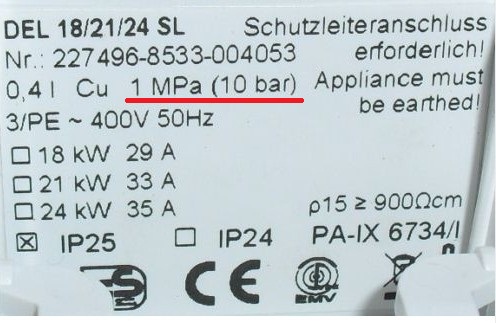 DEL 18/21/24 SL
Schutzleiteranschluss
erforderlich!
Nr.: 227496-8533-004053
0,4 l Cu 1 MPa (10 bar)
Appliance must
be earthed!
3/PE ~ 400V 50Hz
18 kW 29 A
21 kW 33 A
24 kW 35 A
ρ15 ≥ 900Ωcm
IP25
IP24
PA-IX 6734/I
CE
EMV